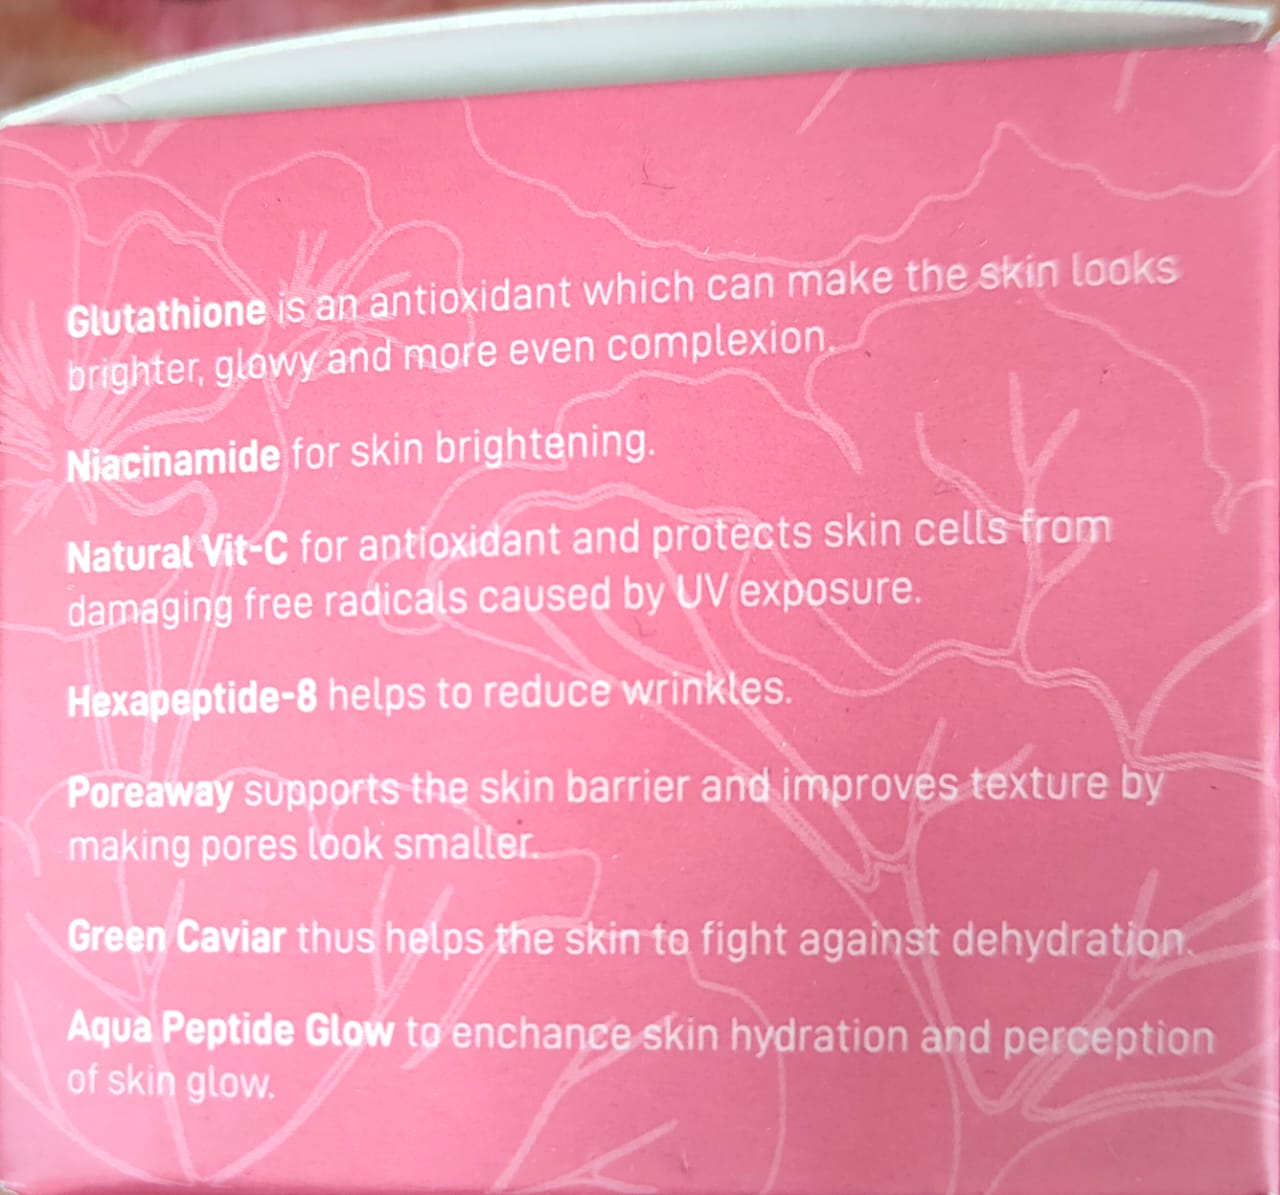 Glutathione is an antioxidant which can make the skin looks
brighter, glowy and more even complexion.
Niacinamide for skin brightening.
Natural Vit-C for antioxidant and protects skin cells from
damaging free radicals caused by UV exposure.
Hexapeptide-8 helps to reduce wrinkles.
Poreaway supports the skin barrier and improves texture by
making pores look smaller.
Green Caviar thus helps the skin to fight against dehydration.
Aqua Peptide Glow to enchance skin hydration and perception
of skin glow.